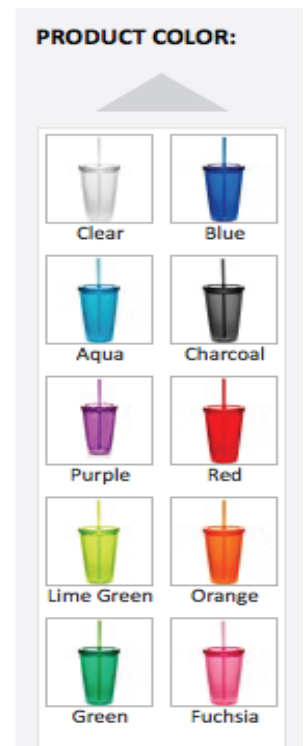 PRODUCT COLOR:
Clear Blue
Aqua Charcoal
Purple Red
Lime Green Orange
Green Fuchsia